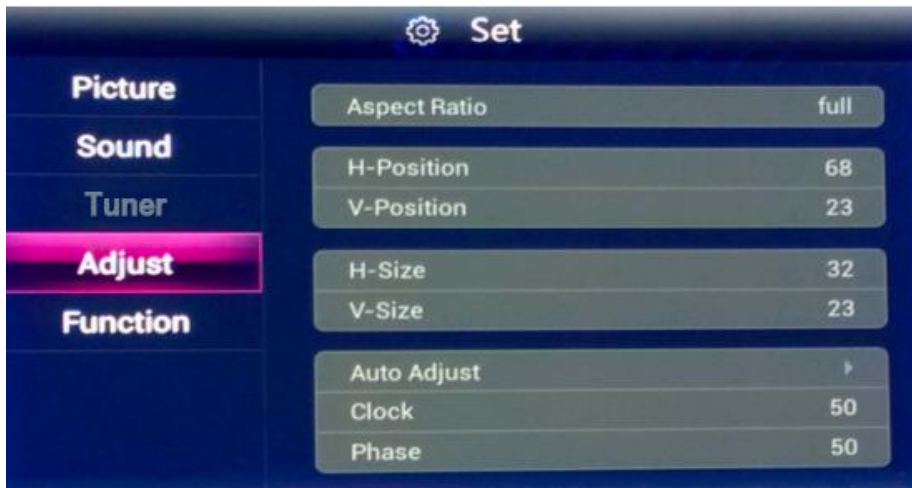 Set
Picture
Sound
Tuner
Adjust
Function
Aspect Ratio full
H-Position 68
V-Position 23
H-Size 32
V-Size 23
Auto Adjust
Clock 50
Phase 50